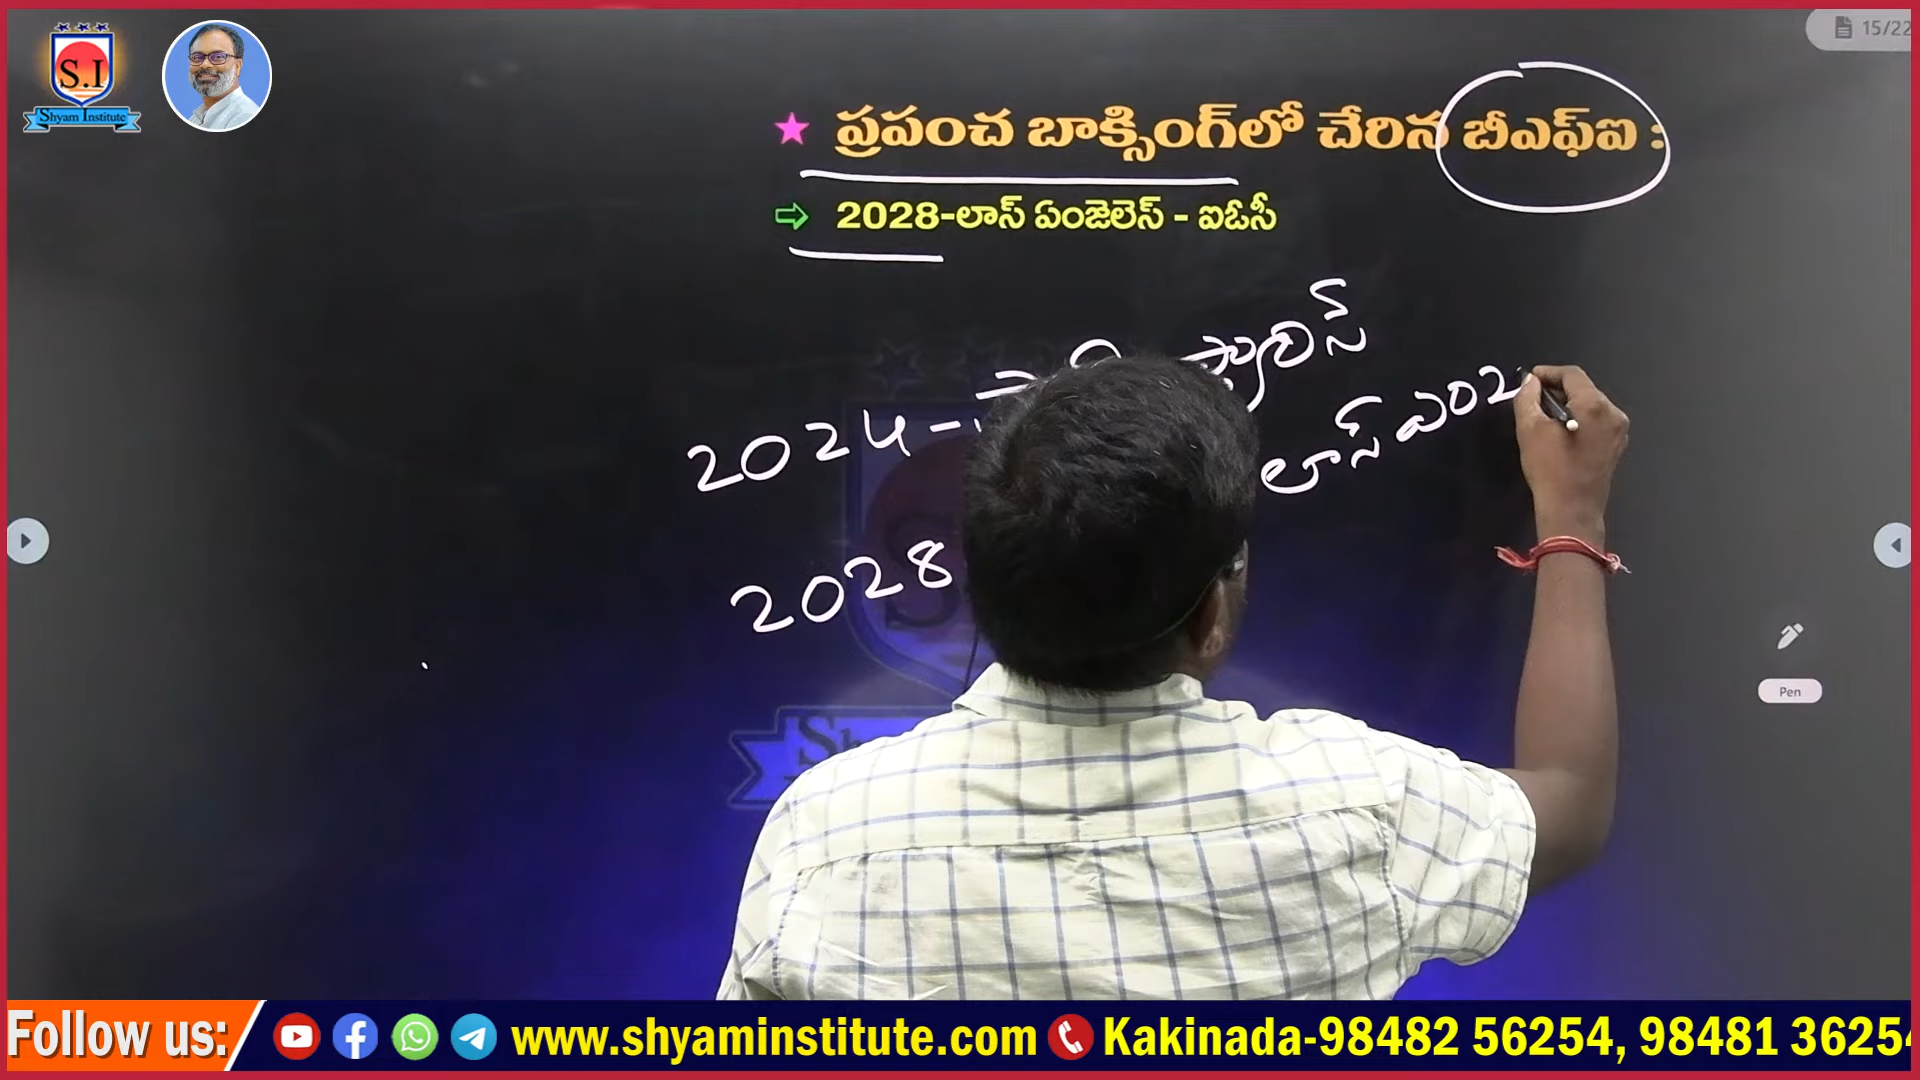 S.I
Shyam Institute
15/22
★ ప్రపంచ బాక్సింగ్‌లో చేరిన బీఎఫ్ఐ :
⇨ 2028-లాస్ ఏంజెలెస్ - ఐఓసీ
2024 -
2028
లాస్ ఎం
Pen
Follow us:
www.shyaminstitute.com
Kakinada-98482 56254, 98481 36254